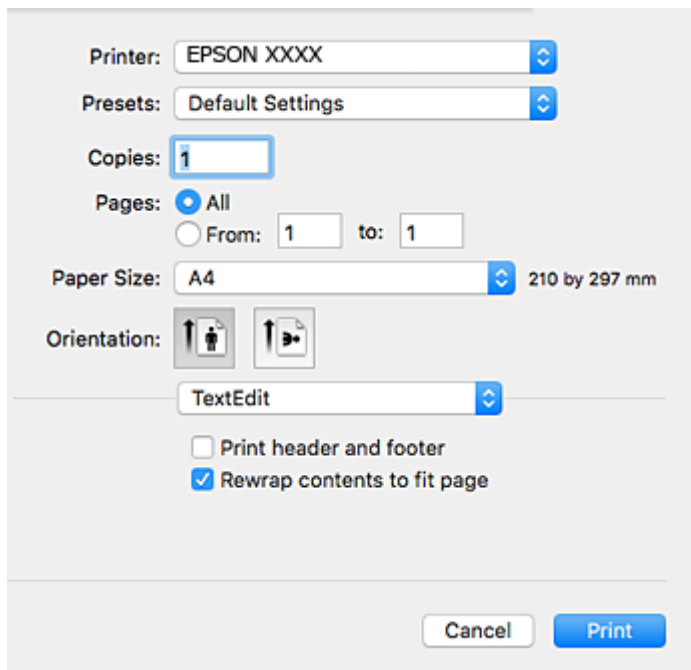 Printer: EPSON XXXX
Presets: Default Settings
Copies: 1
Pages: All
From: 1 to: 1
Paper Size: A4 210 by 297 mm
Orientation:
TextEdit
Print header and footer
Rewrap contents to fit page
Cancel Print